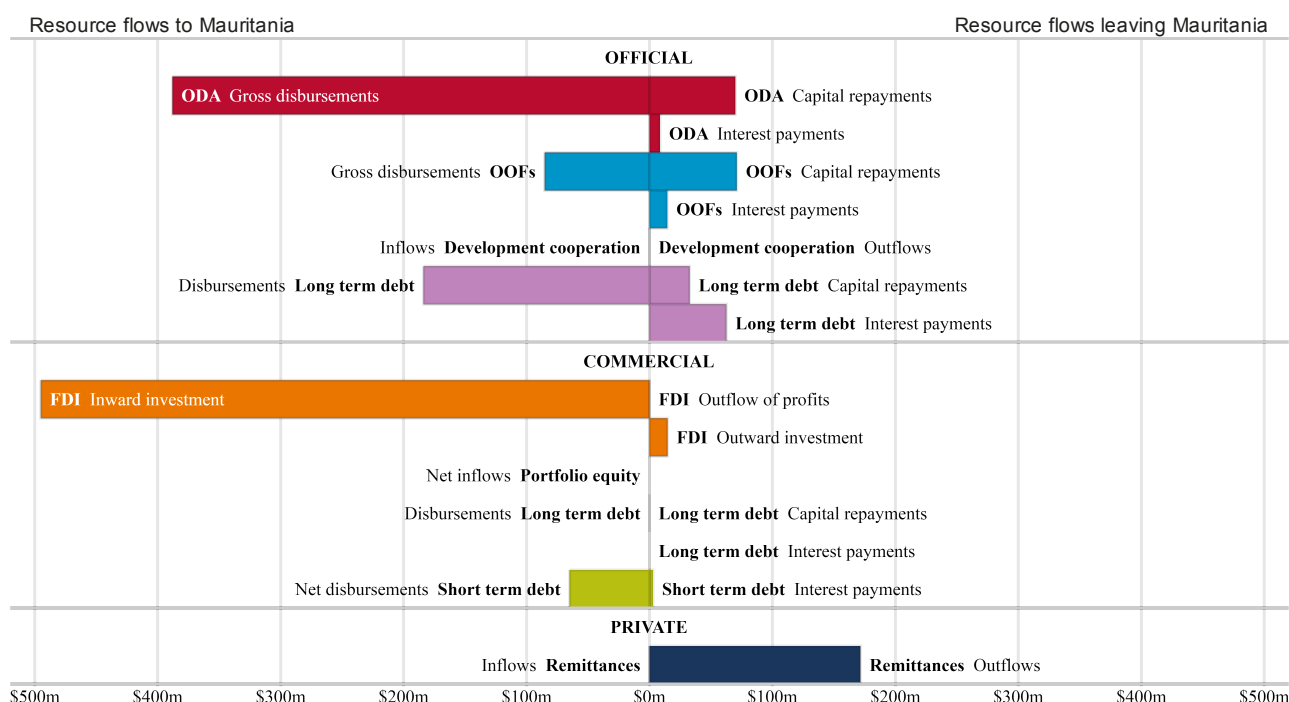 Resource flows to Mauritania Resource flows leaving Mauritania
OFFICIAL
ODA Gross disbursements ODA Capital repayments
ODA Interest payments
Gross disbursements OOFs OOFs Capital repayments
OOFs Interest payments
Inflows Development cooperation Development cooperation Outflows
Disbursements Long term debt Long term debt Capital repayments
Long term debt Interest payments
COMMERCIAL
FDI Inward investment FDI Outflow of profits
FDI Outward investment
Net inflows Portfolio equity
Disbursements Long term debt Long term debt Capital repayments
Long term debt Interest payments
Net disbursements Short term debt Short term debt Interest payments
PRIVATE
Inflows Remittances Remittances Outflows
$500m $400m $300m $200m $100m $0m $100m $200m $300m $400m $500m